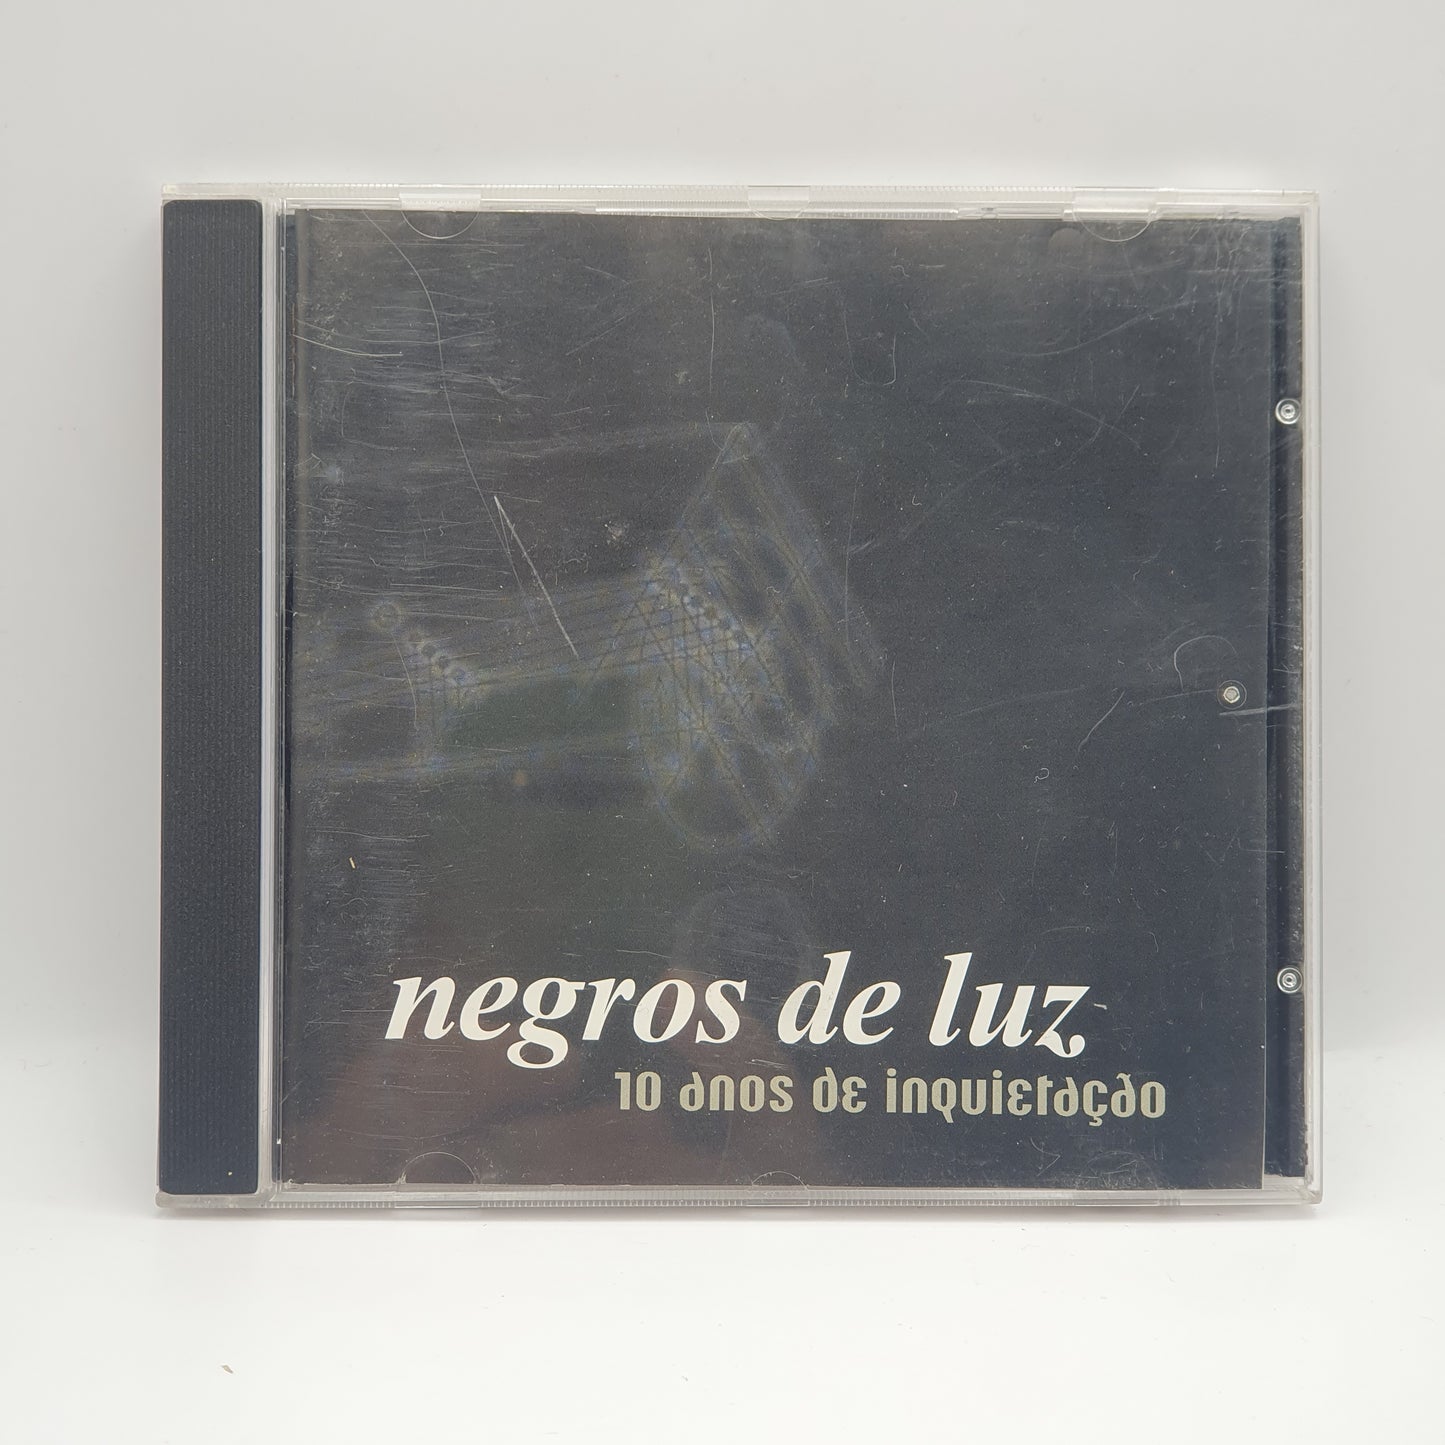 negros de luz
10 anos de inquietação